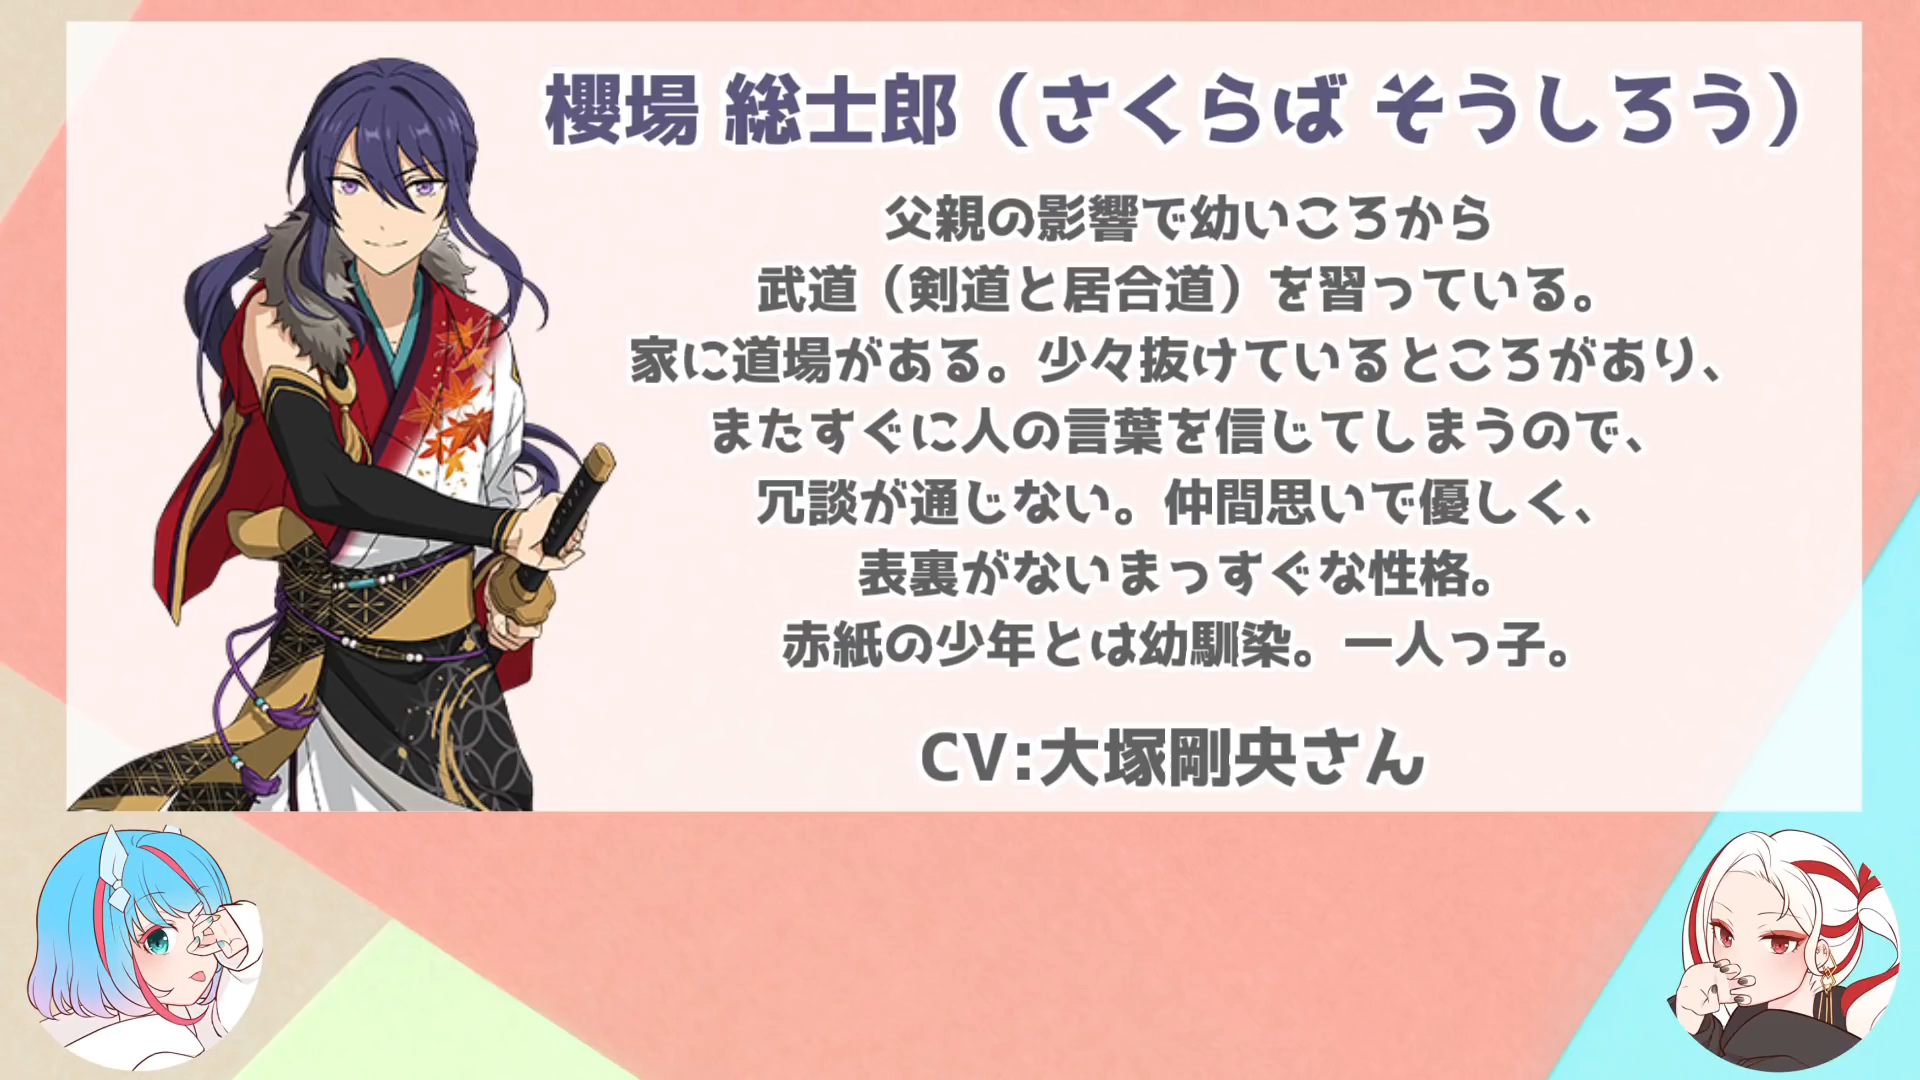 櫻場 総士郎（さくらば そうしろう）
父親の影響で幼いころから
武道（剣道と居合道）を習っている。
家に道場がある。少々抜けているところがあり、
またすぐに人の言葉を信じてしまうので、
冗談が通じない。仲間思いで優しく、
表裏がないまっすぐな性格。
赤紙の少年とは幼馴染。一人っ子。
CV:大塚剛央さん